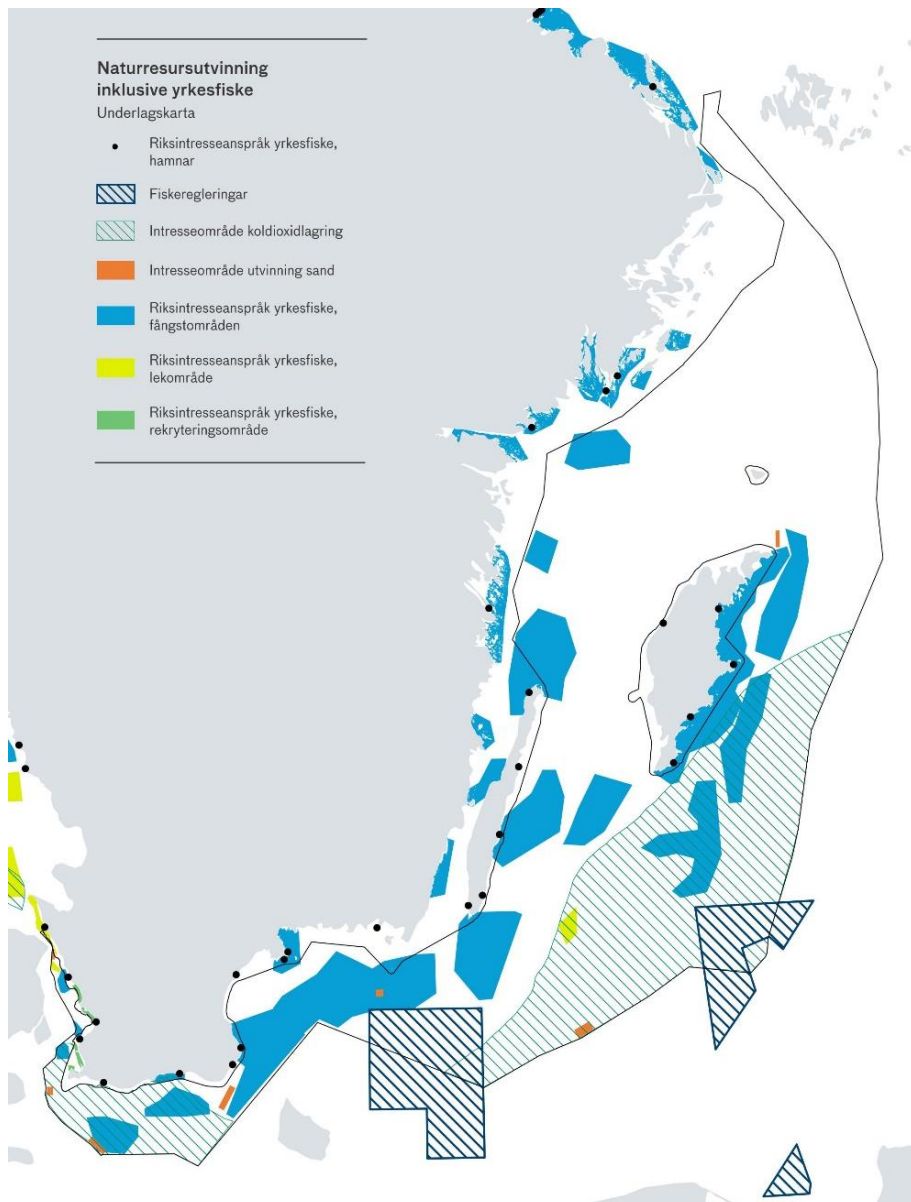 Naturresursutvinning
inklusive yrkesfiske
Underlagskarta
Riksintresseanspråk yrkesfiske,
hamnar
Fiskeregleringar
Intresseområde koldioxidlagring
Intresseområde utvinning sand
Riksintresseanspråk yrkesfiske,
fångstområden
Riksintresseanspråk yrkesfiske,
lekområde
Riksintresseanspråk yrkesfiske,
rekryteringsområde